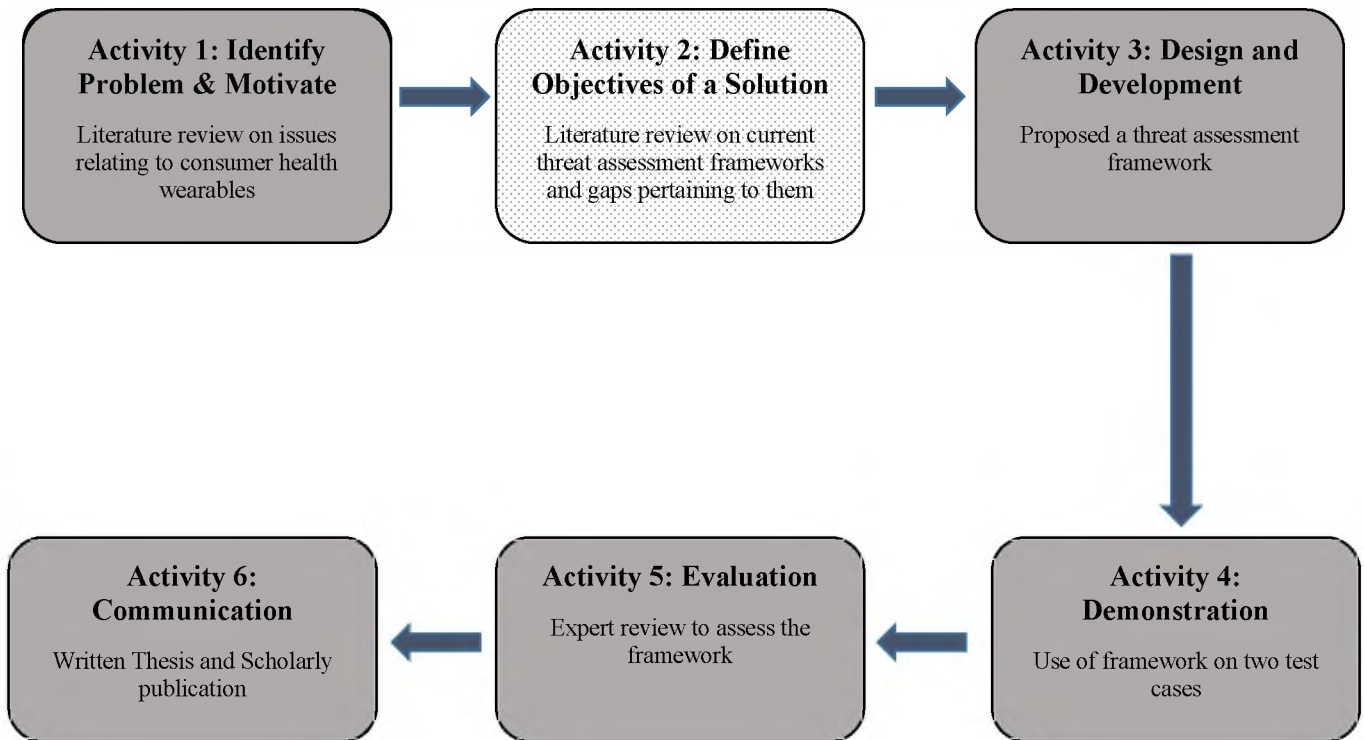 Activity 1: Identify
Problem & Motivate
Literature review on issues
relating to consumer health
wearables
Activity 2: Define
Objectives of a Solution
Literature review on current
threat assessment frameworks
and gaps pertaining to them
Activity 3: Design and
Development
Proposed a threat assessment
framework
Activity 4:
Demonstration
Use of framework on two test
cases
Activity 5: Evaluation
Expert review to assess the
framework
Activity 6:
Communication
Written Thesis and Scholarly
publication